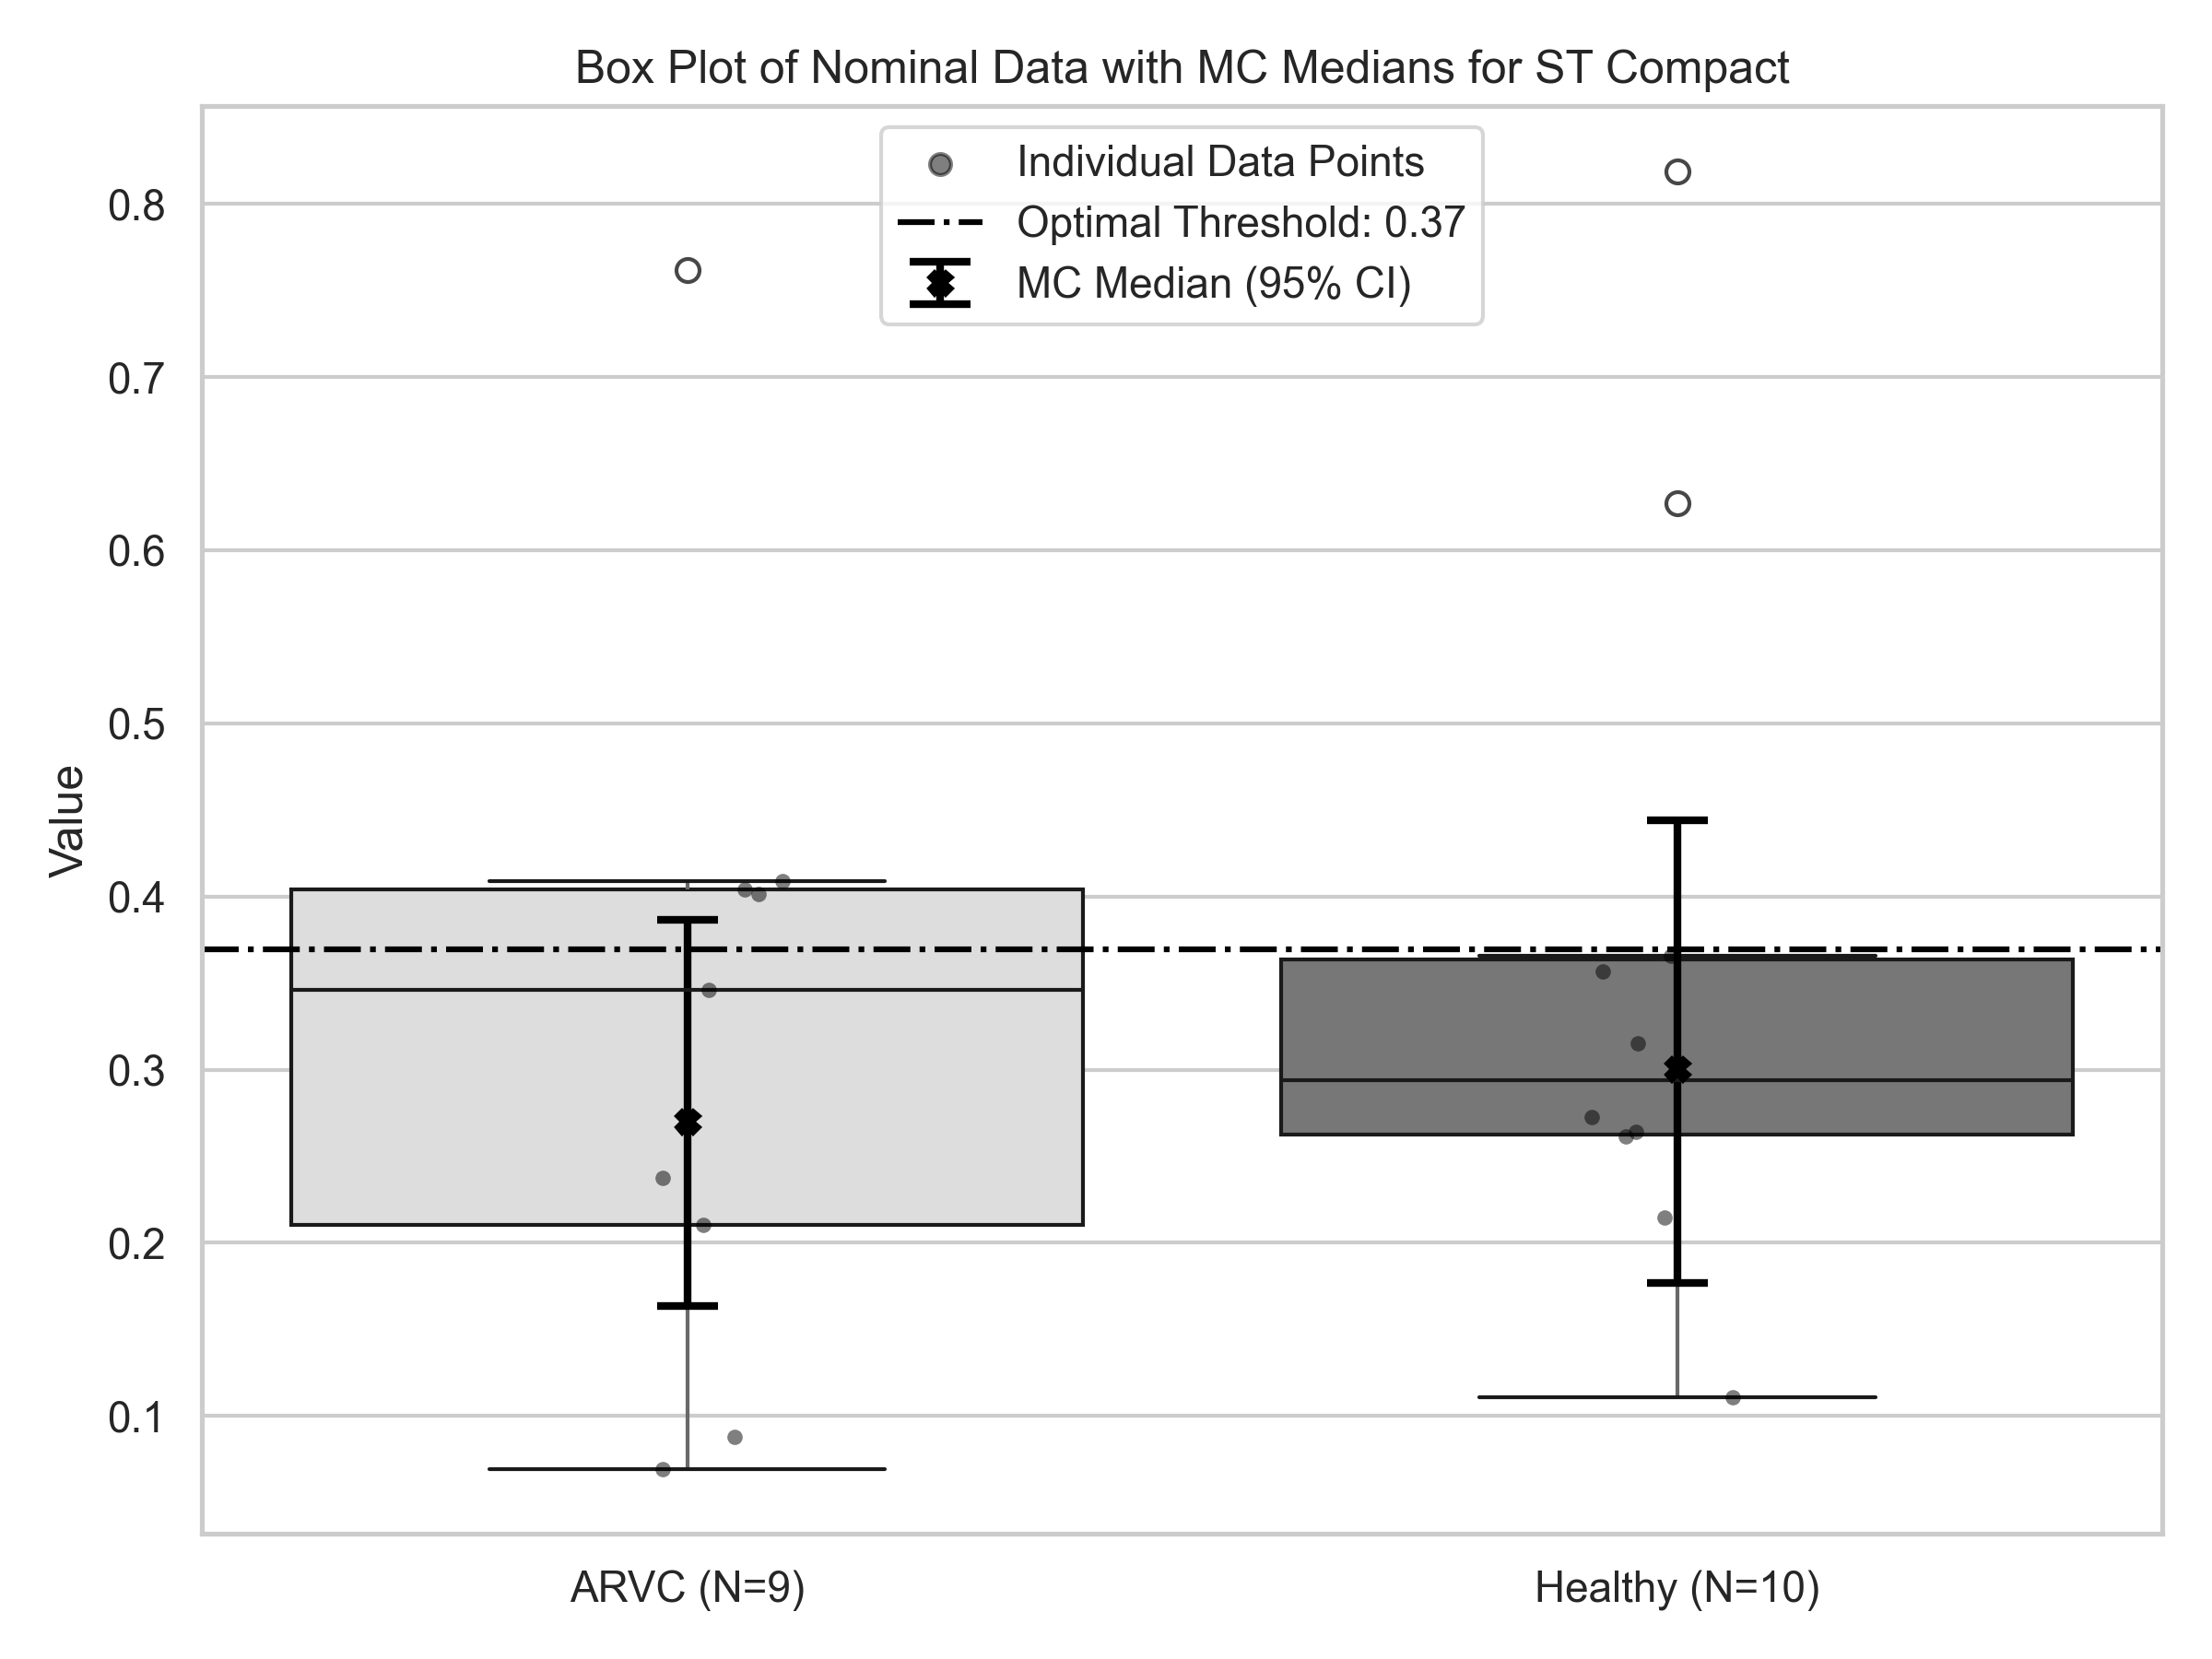 Box Plot of Nominal Data with MC Medians for ST Compact
Individual Data Points
Optimal Threshold: 0.37
MC Median (95% CI)
Value
0.8
0.7
0.6
0.5
0.4
0.3
0.2
0.1
ARVC (N=9)
Healthy (N=10)